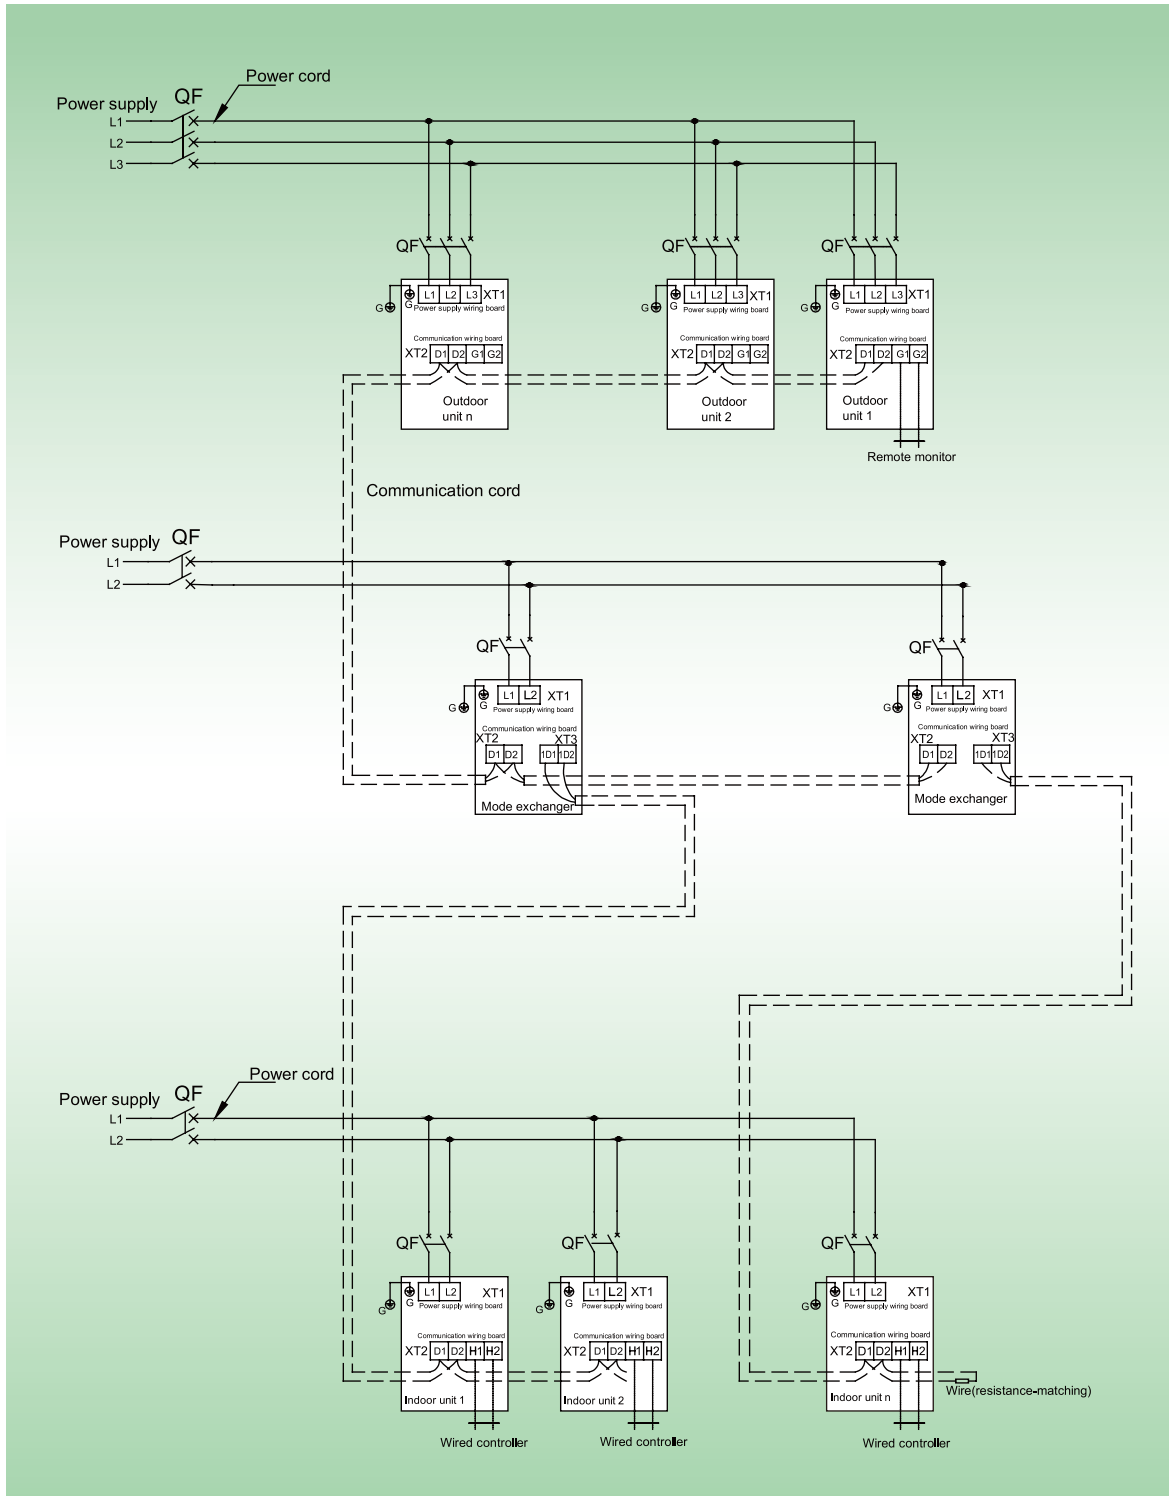 Power cord
Power supply QF
L1
L2
L3
QF QF QF
L1 L2 L3 XT1 L1 L2 L3 XT1 L1 L2 L3 XT1
G G G G G G
Power supply wiring board Power supply wiring board Power supply wiring board
Communication wiring board Communication wiring board Communication wiring board
XT2 D1 D2 G1 G2 XT2 D1 D2 G1 G2 XT2 D1 D2 G1 G2
Outdoor Outdoor Outdoor
unit n unit 2 unit 1
Remote monitor
Communication cord
Power supply QF
L1
L2
QF QF
L1 L2 XT1 L1 L2 XT1
G G G G
Power supply wiring board Power supply wiring board
Communication wiring board Communication wiring board
XT2 XT3 XT2 XT3
D1 D2 1D1 1D2 D1 D2 1D1 1D2
Mode exchanger Mode exchanger
Power cord
Power supply QF
L1
L2
QF QF QF
L1 L2 XT1 L1 L2 XT1 L1 L2 XT1
G G G G G G
Power supply wiring board Power supply wiring board Power supply wiring board
Communication wiring board Communication wiring board Communication wiring board
XT2 D1 D2 H1 H2 XT2 D1 D2 H1 H2 XT2 D1 D2 H1 H2
Wire(resistance-matching)
Indoor unit 1 Indoor unit 2 Indoor unit n
Wired controller Wired controller Wired controller